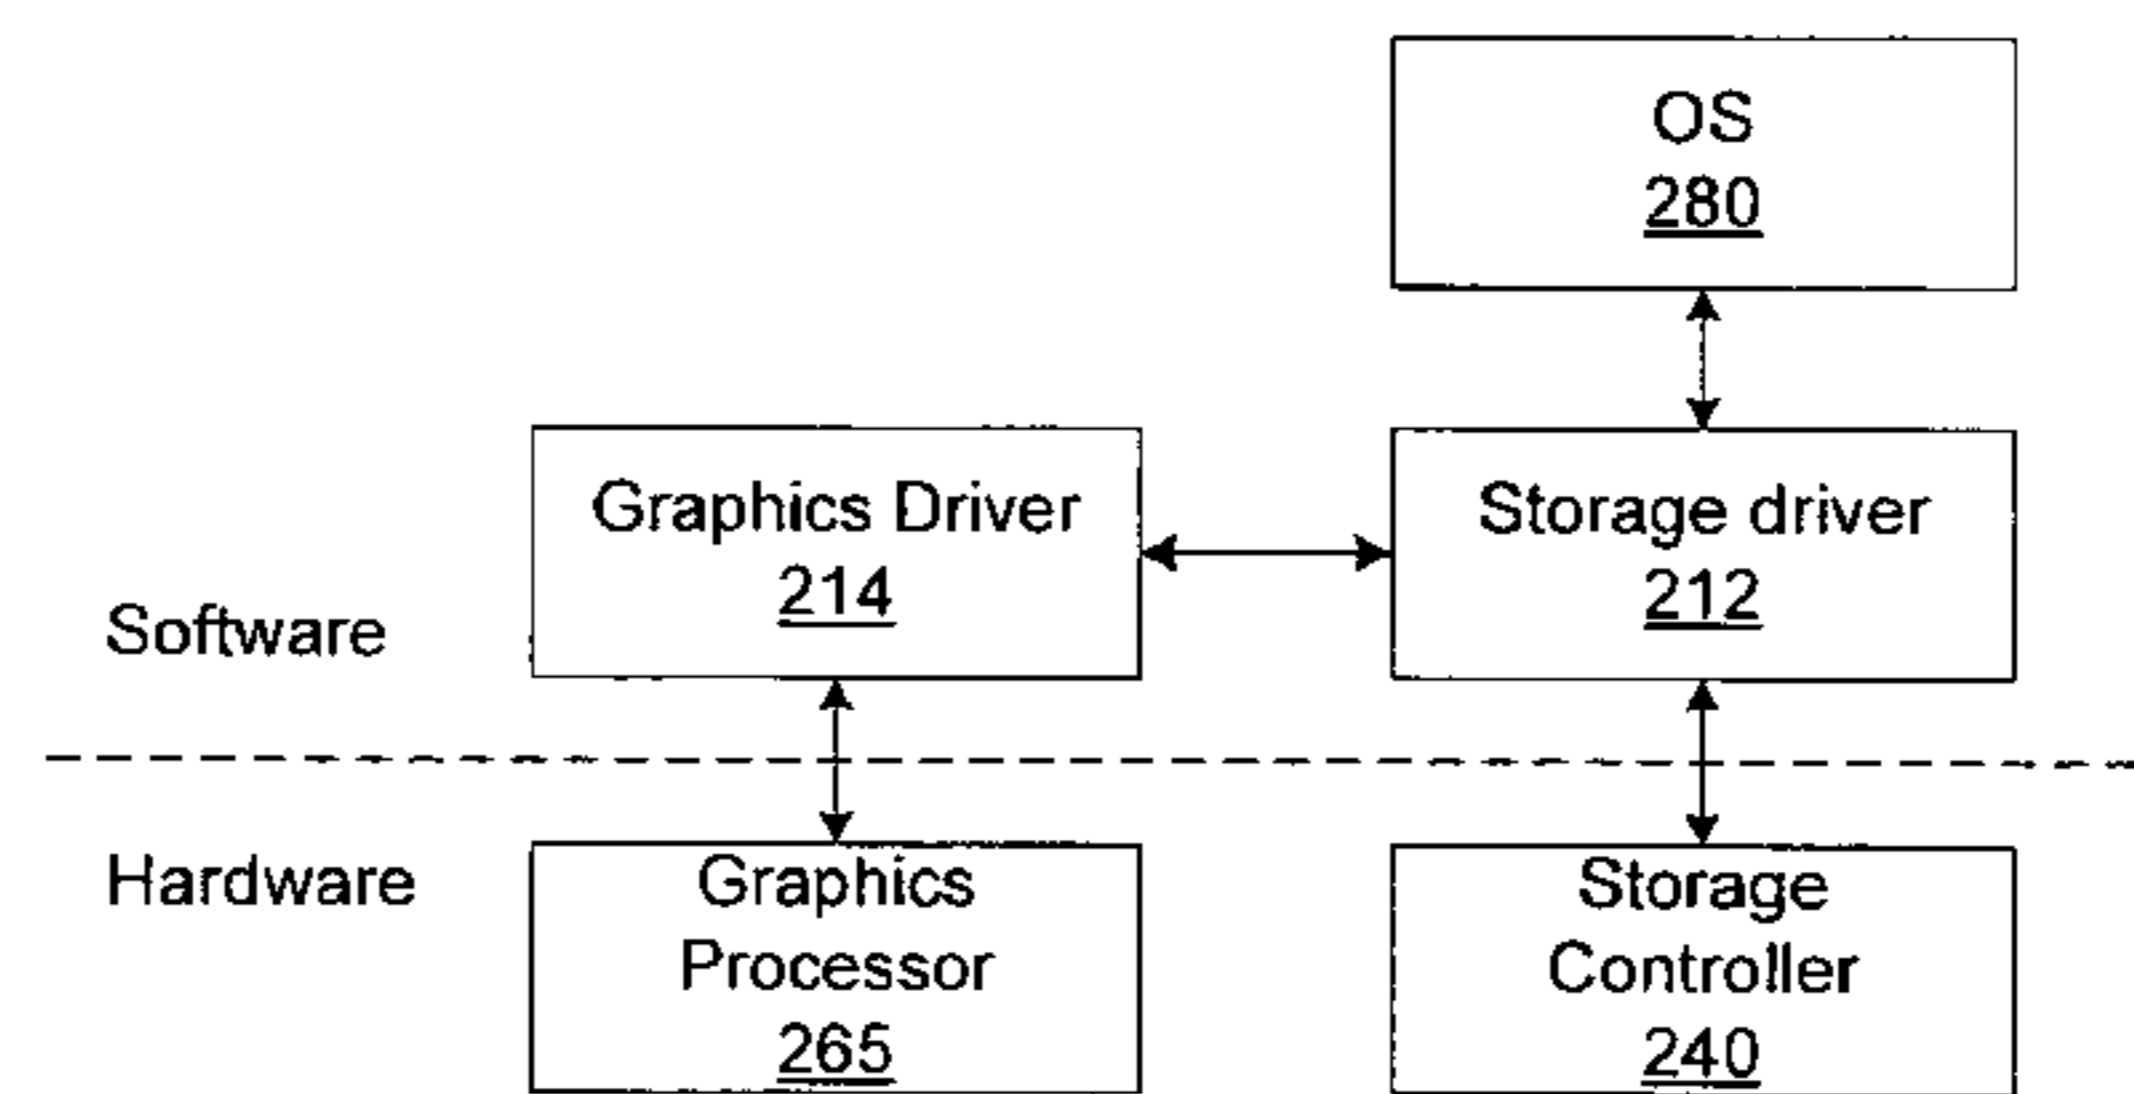 OS
280
Graphics Driver
214
Storage driver
212
Software
Hardware
Graphics
Processor
265
Storage
Controller
240